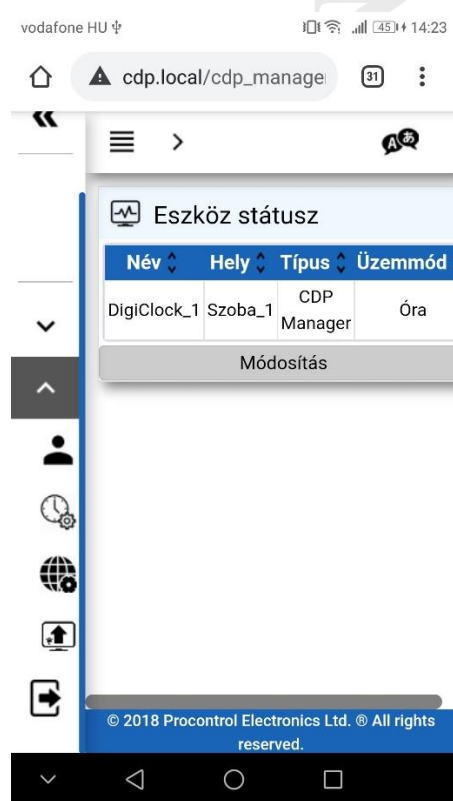 vodafone HU 45 14:23
cdp.local/cdp_manage 31
Eszköz státusz
Név Hely Típus Üzemmód
DigiClock_1 Szoba_1 CDP Manager Óra
Módosítás
© 2018 Procontrol Electronics Ltd. ® All rights
reserved.